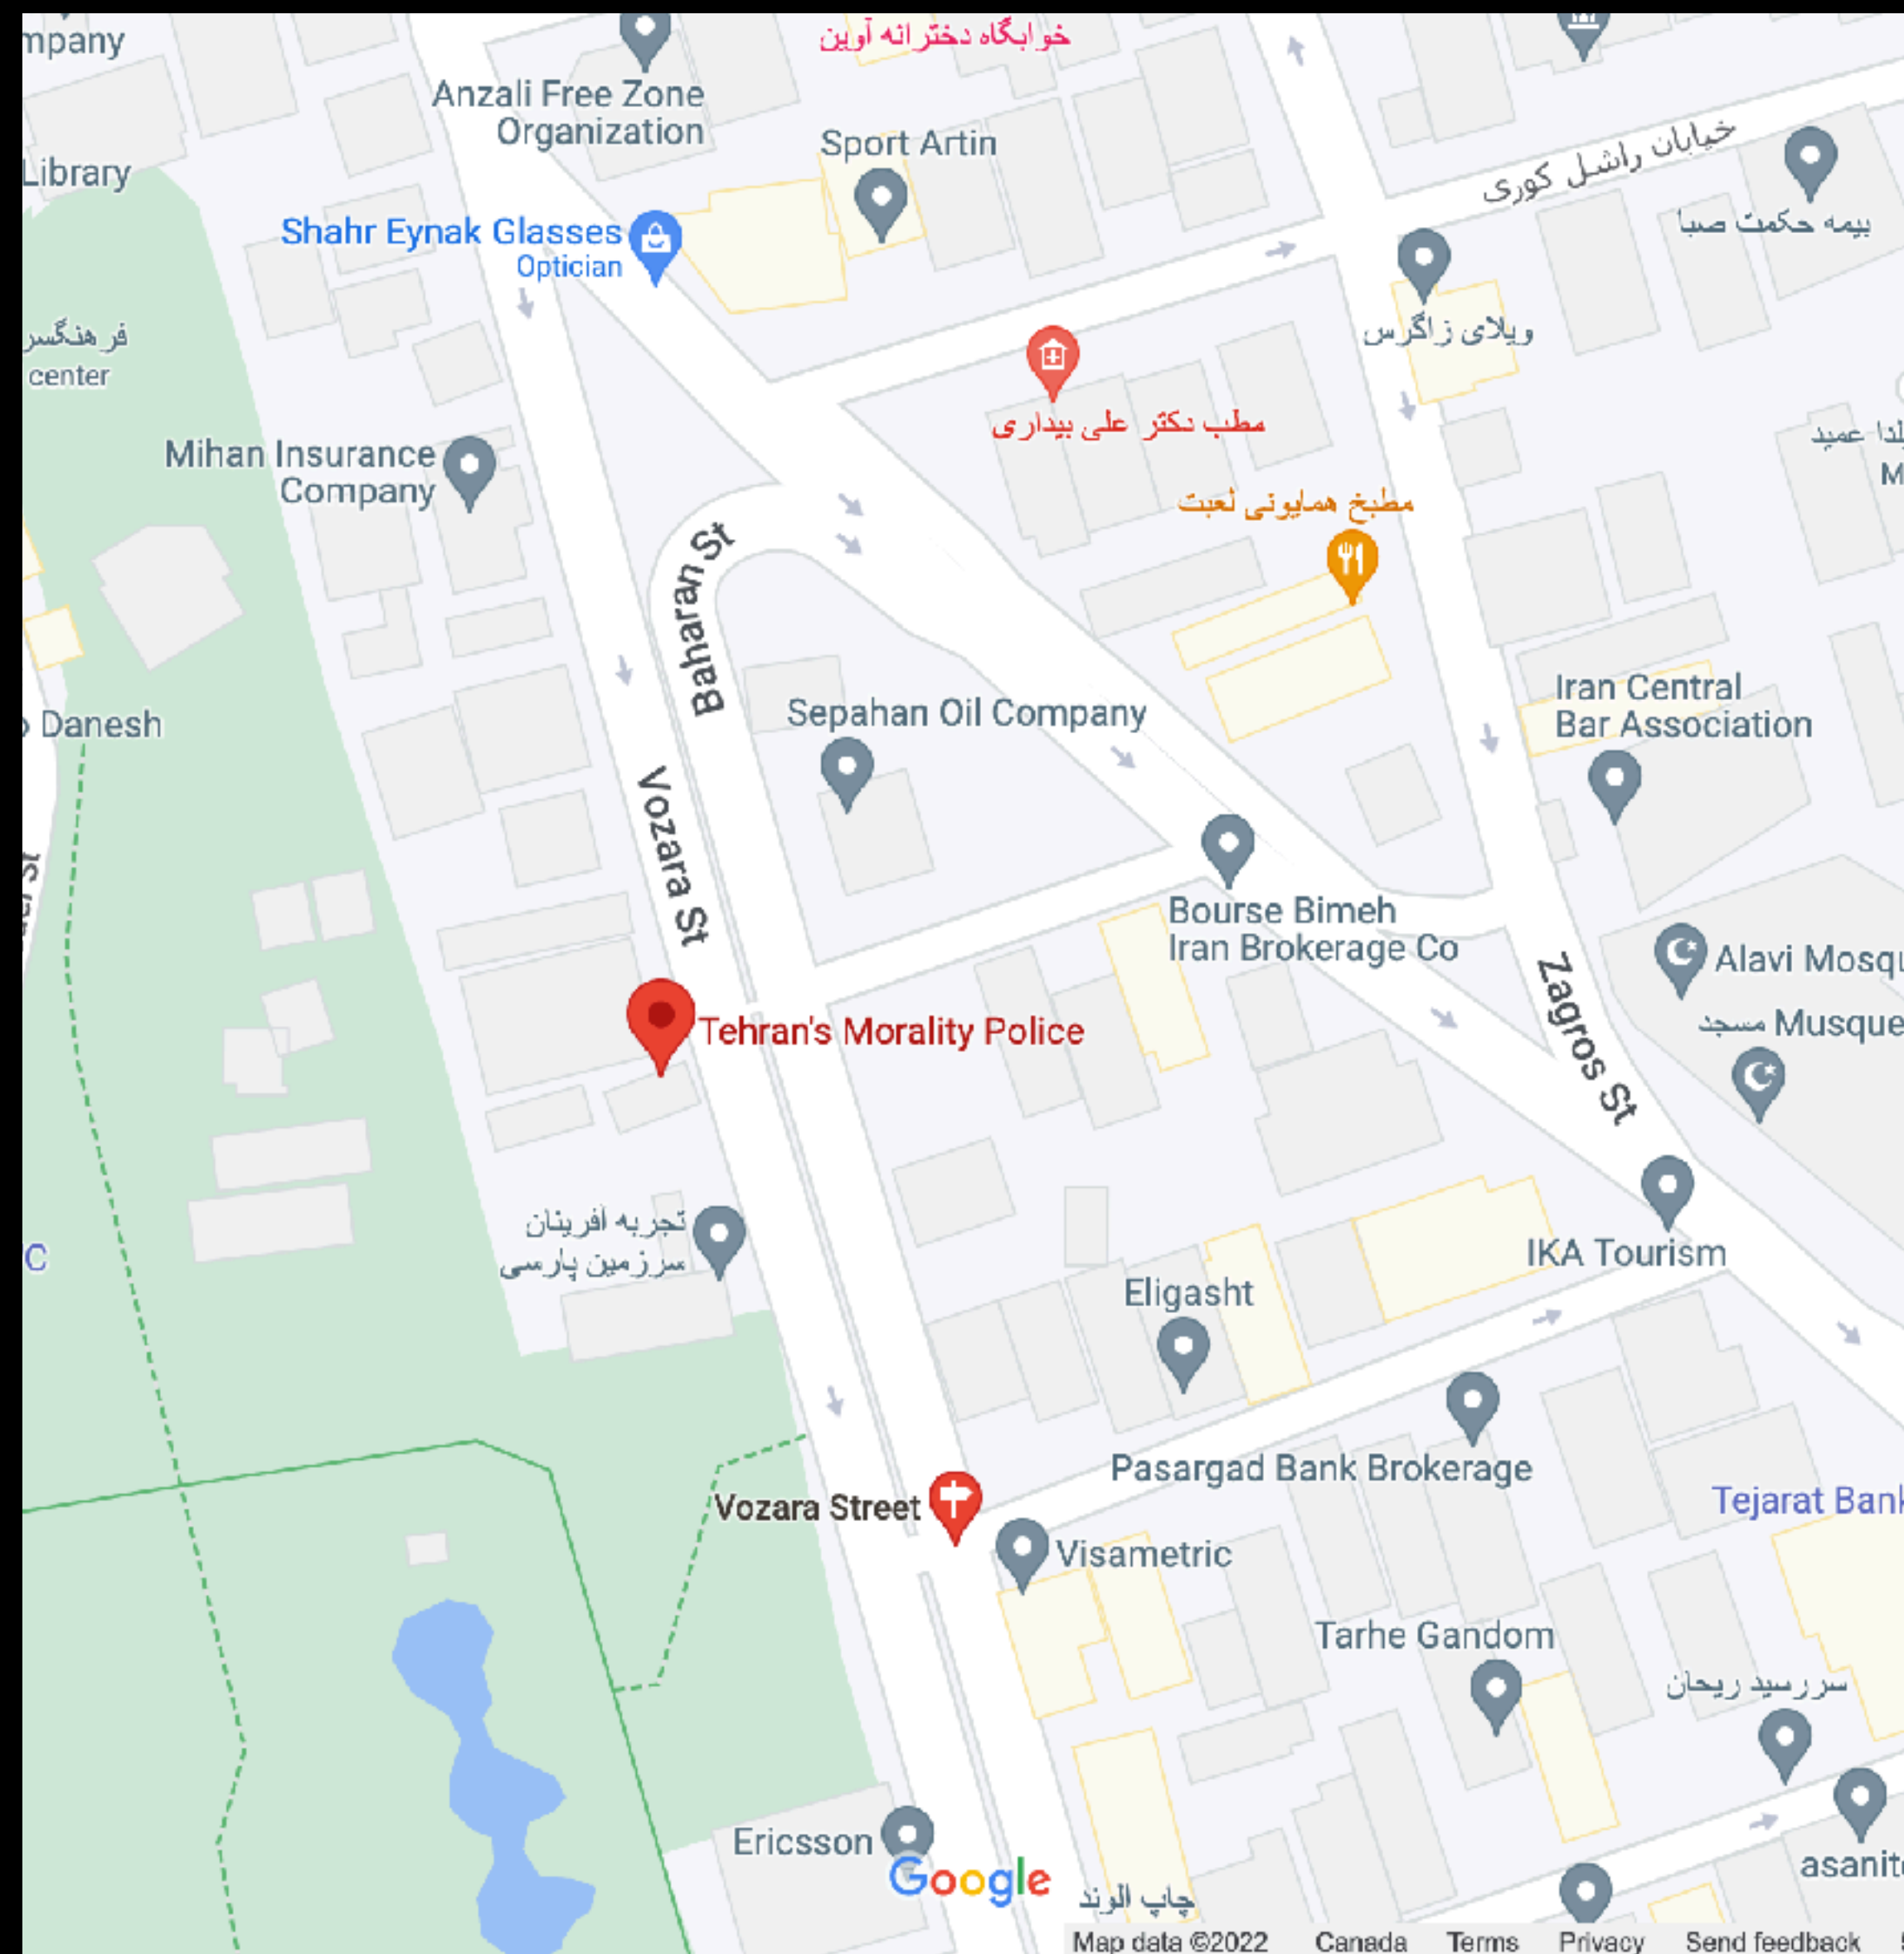 خوابگاه دخترانه آوین
Anzali Free Zone
Organization
Sport Artin
خیابان راشل کوری
Library
بیمه حکمت صبا
Shahr Eynak Glasses
Optician
ویلای زاگرس
center
مطب دکتر علی بیداری
Mihan Insurance
Company
عمید
مطبخ همایونی لعبت
Baharan St
Iran Central
Bar Association
Sepahan Oil Company
Danesh
Vozara St
Bourse Bimeh
Iran Brokerage Co
Zagros St
Alavi
Tehran's Morality Police
مسجد Musque
تجربه آفرینان
سرزمین پارسی
IKA Tourism
Eligasht
Pasargad Bank Brokerage
Vozara Street
Tejarat Bank
Visametric
Tarhe Gandom
سررسید ریحان
Ericsson
Google
چاپ الوند
Map data ©2022 Canada Terms Privacy Send feedback